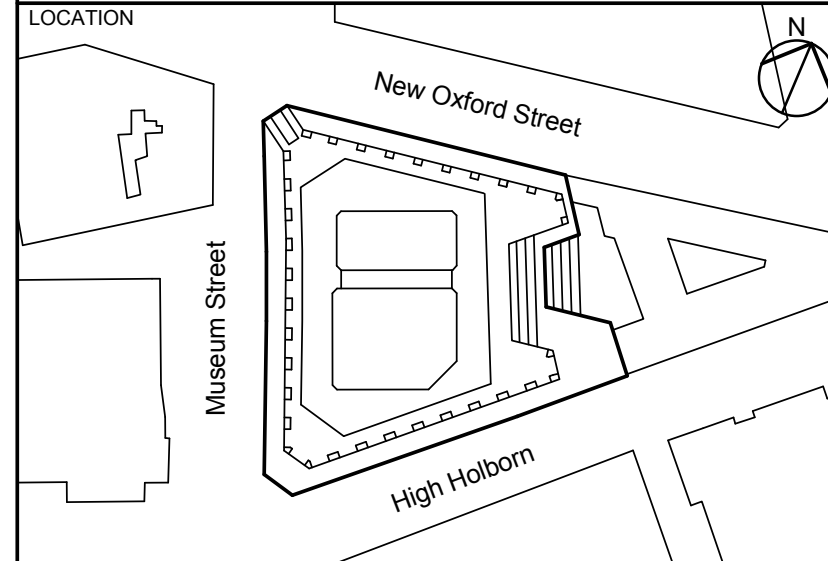 LOCATION
N
New Oxford Street
Museum Street
High Holborn